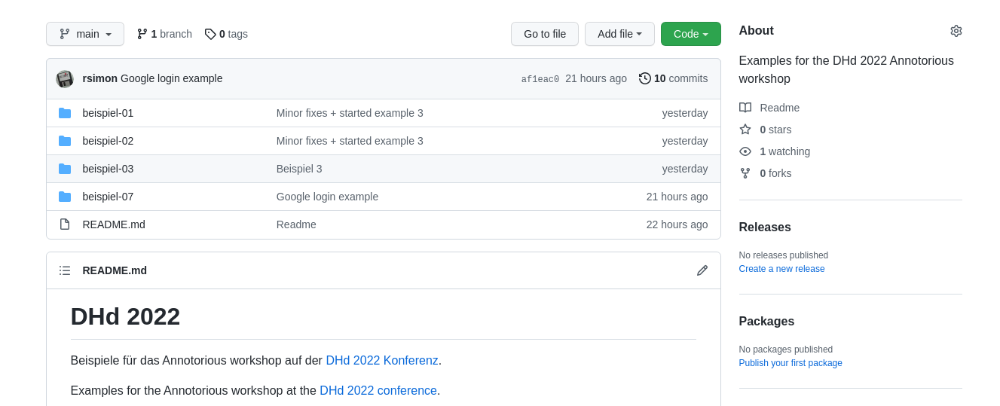 main 1 branch 0 tags Go to file Add file Code
rsimon Google login example af1eac0 21 hours ago 10 commits
beispiel-01 Minor fixes + started example 3 yesterday
beispiel-02 Minor fixes + started example 3 yesterday
beispiel-03 Beispiel 3 yesterday
beispiel-07 Google login example 21 hours ago
README.md Readme 22 hours ago
README.md
DHd 2022
Beispiele für das Annotorious workshop auf der DHd 2022 Konferenz.
Examples for the Annotorious workshop at the DHd 2022 conference.
About
Examples for the DHd 2022 Annotorious
workshop
Readme
0 stars
1 watching
0 forks
Releases
No releases published
Create a new release
Packages
No packages published
Publish your first package